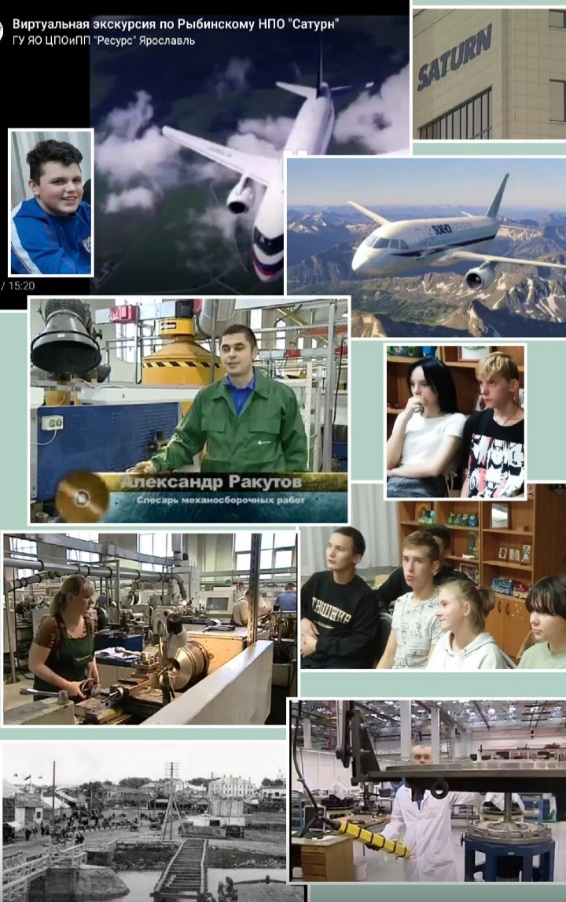 Виртуальная экскурсия по Рыбинскому НПО "Сатурн"
ГУ ЯО ЦПОиПП "Ресурс" Ярославль
SATURN
/ 15:20
Александр Ракутов
Слесарь механосборочных работ